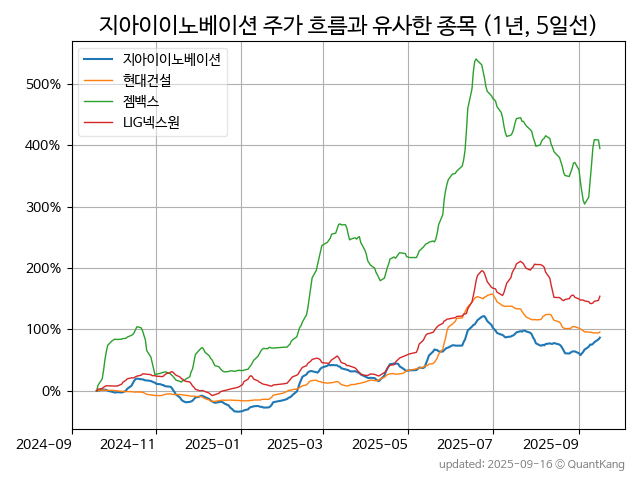 지아이이노베이션 주가 흐름과 유사한 종목 (1년, 5일선)
지아이이노베이션
현대건설
젬백스
LIG넥스원
500%
400%
300%
200%
100%
0%
2024-09 2024-11 2025-01 2025-03 2025-05 2025-07 2025-09
updated: 2025-09-16 © QuantKang